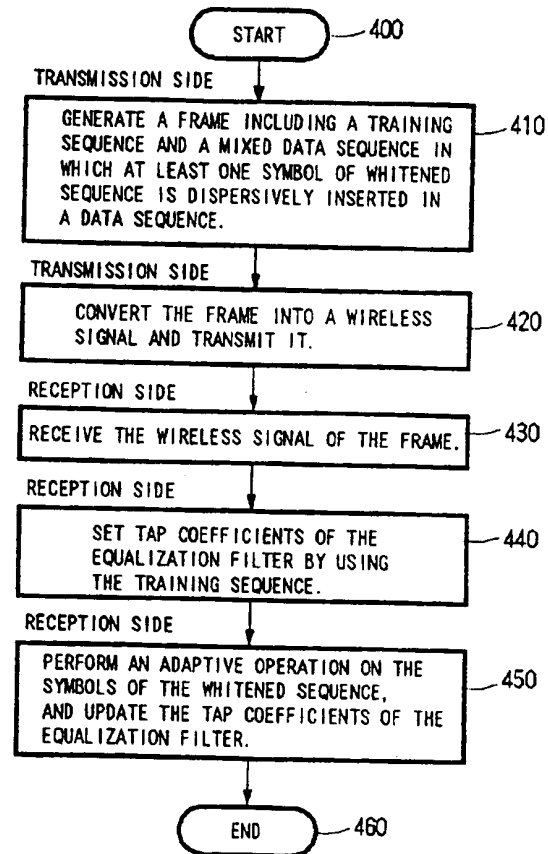 START
400
TRANSMISSION SIDE
GENERATE A FRAME INCLUDING A TRAINING
SEQUENCE AND A MIXED DATA SEQUENCE IN
WHICH AT LEAST ONE SYMBOL OF WHITENED
SEQUENCE IS DISPERSIVELY INSERTED IN
A DATA SEQUENCE.
410
TRANSMISSION SIDE
CONVERT THE FRAME INTO A WIRELESS
SIGNAL AND TRANSMIT IT.
420
RECEPTION SIDE
RECEIVE THE WIRELESS SIGNAL OF THE FRAME.
430
RECEPTION SIDE
SET TAP COEFFICIENTS OF THE
EQUALIZATION FILTER BY USING
THE TRAINING SEQUENCE.
440
RECEPTION SIDE
PERFORM AN ADAPTIVE OPERATION ON THE
SYMBOLS OF THE WHITENED SEQUENCE,
AND UPDATE THE TAP COEFFICIENTS OF THE
EQUALIZATION FILTER.
450
END
460